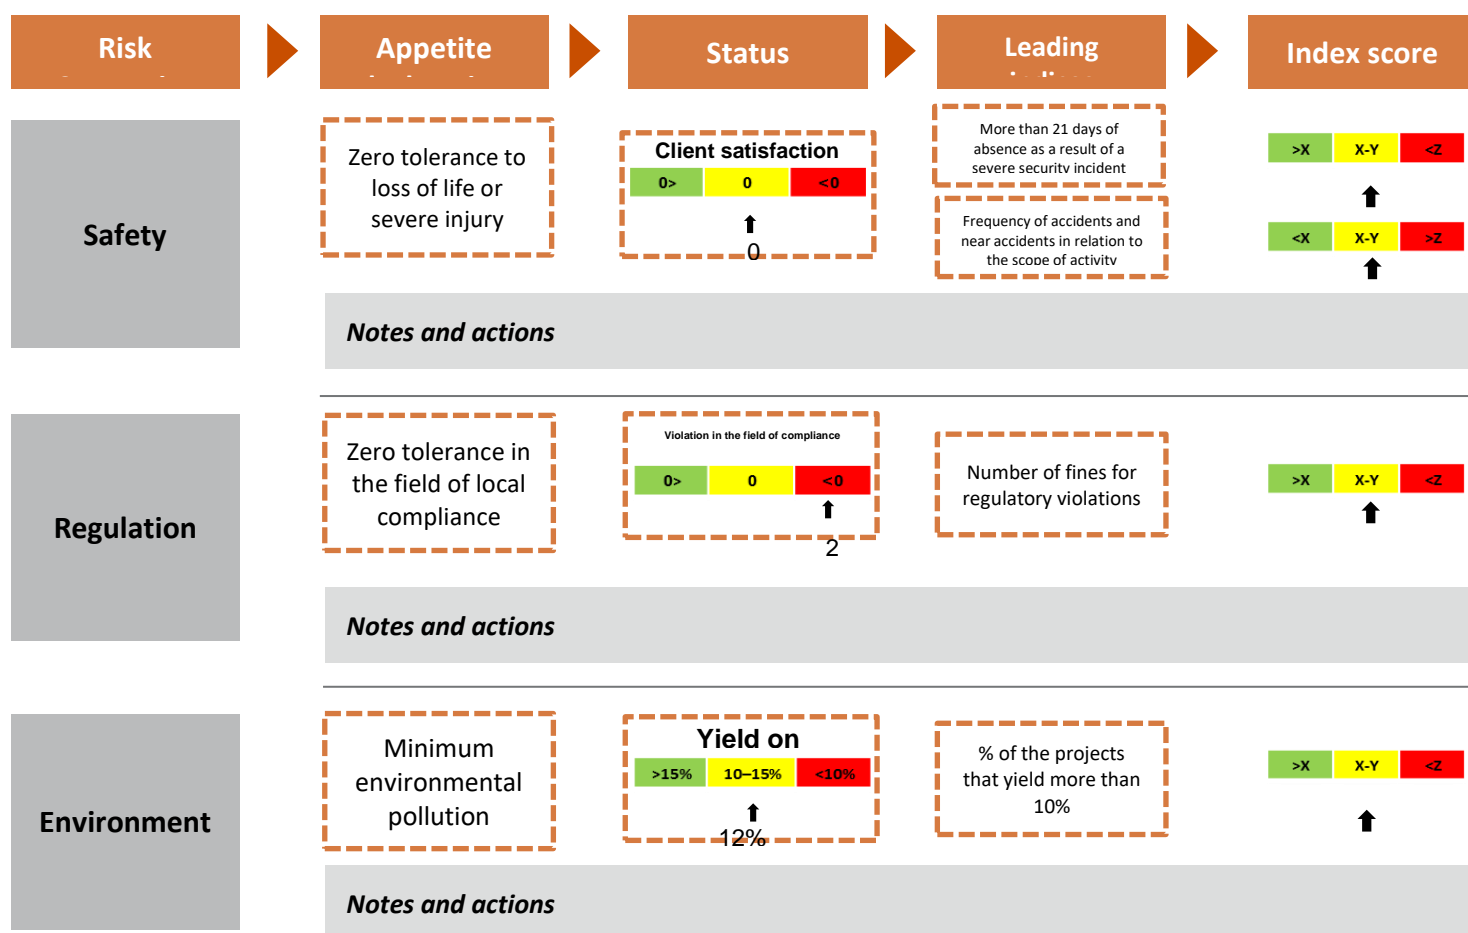 Risk
Appetite
Status
Leading
Index score
Safety
Zero tolerance to
loss of life or
severe injury
Client satisfaction
0> 0 <0
0
More than 21 days of
absence as a result of a
severe security incident
Frequency of accidents and
near accidents in relation to
the scope of activity
>X X-Y <Z
<X X-Y >Z
Notes and actions
Regulation
Zero tolerance in
the field of local
compliance
Violation in the field of compliance
0> 0 <0
2
Number of fines for
regulatory violations
>X X-Y <Z
Notes and actions
Environment
Minimum
environmental
pollution
Yield on
>15% 10–15% <10%
12%
% of the projects
that yield more than
10%
>X X-Y <Z
Notes and actions